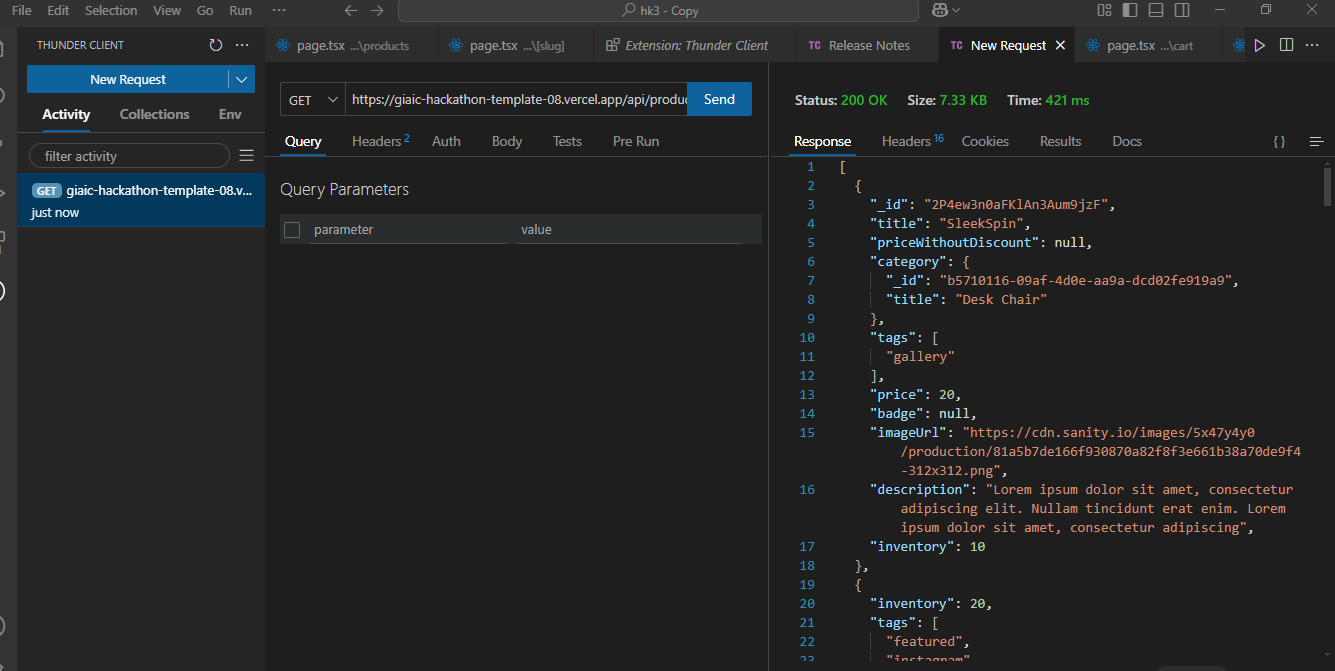 File Edit Selection View Go Run ···
hk3 - Copy
THUNDER CLIENT
New Request
Activity Collections Env
filter activity
GET giaic-hackathon-template-08.v...
just now
page.tsx ...\products
page.tsx ...\[slug]
Extension: Thunder Client
TC Release Notes
TC New Request
page.tsx ...\cart
GET https://giaic-hackathon-template-08.vercel.app/api/produc Send
Query Headers 2 Auth Body Tests Pre Run
Query Parameters
parameter value
Status: 200 OK Size: 7.33 KB Time: 421 ms
Response Headers 16 Cookies Results Docs { }
1 [
2 {
3 "_id": "2P4ew3n0aFKlAn3Aum9jzF",
4 "title": "SleekSpin",
5 "priceWithoutDiscount": null,
6 "category": {
7 "_id": "b5710116-09af-4d0e-aa9a-dcd02fe919a9",
8 "title": "Desk Chair"
9 },
10 "tags": [
11 "gallery"
12 ],
13 "price": 20,
14 "badge": null,
15 "imageUrl": "https://cdn.sanity.io/images/5x47y4y0
/production/81a5b7de166f930870a82f8f3e661b38a70de9f4
-312x312.png",
16 "description": "Lorem ipsum dolor sit amet, consectetur
adipiscing elit. Nullam tincidunt erat enim. Lorem
ipsum dolor sit amet, consectetur adipiscing",
17 "inventory": 10
18 },
19 {
20 "inventory": 20,
21 "tags": [
22 "featured",
23 "instagram"